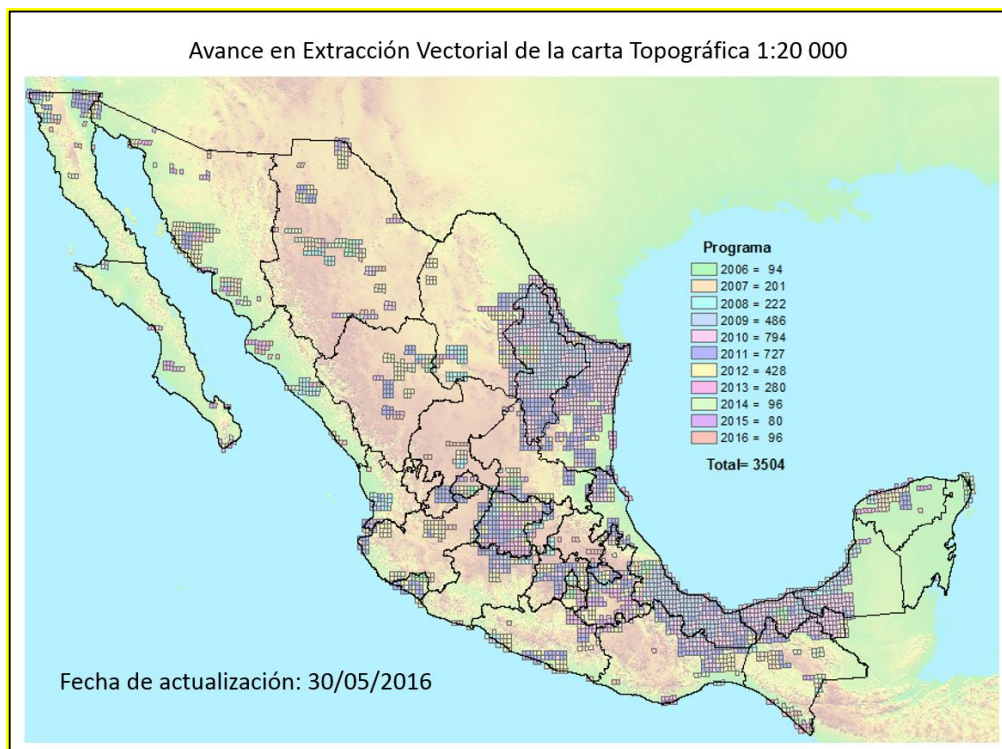 Avance en Extracción Vectorial de la carta Topográfica 1:20 000
Programa
2006 = 94
2007 = 201
2008 = 222
2009 = 486
2010 = 794
2011 = 727
2012 = 428
2013 = 280
2014 = 96
2015 = 80
2016 = 96
Total= 3504
Fecha de actualización: 30/05/2016